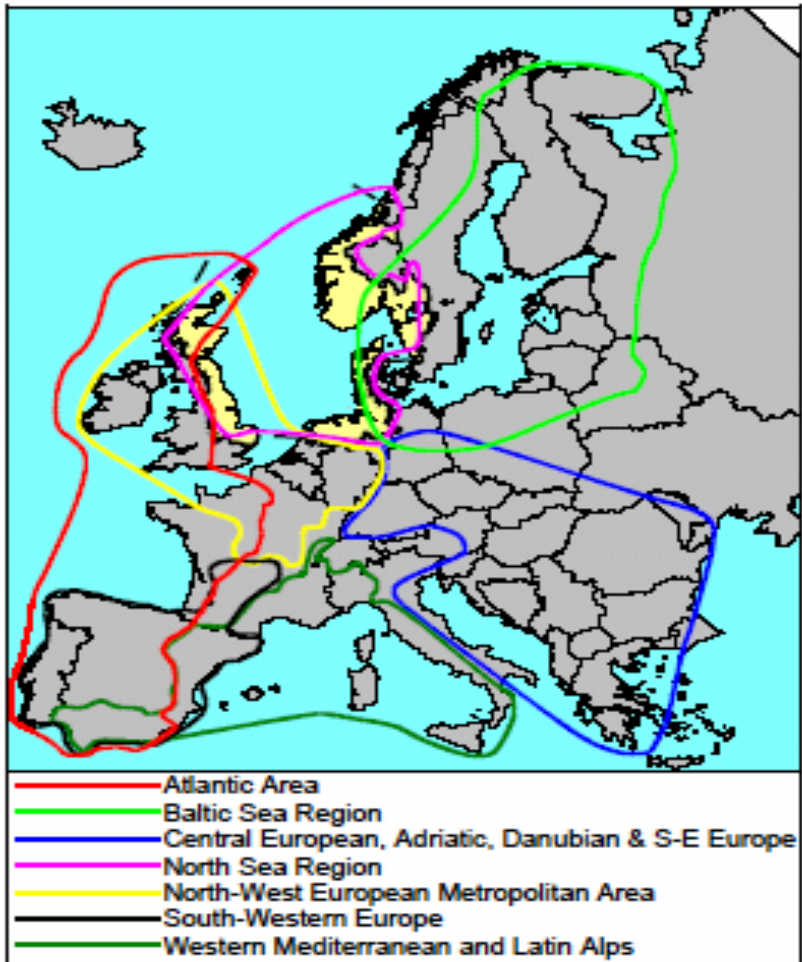 Atlantic Area
Baltic Sea Region
Central European, Adriatic, Danubian & S-E Europe
North Sea Region
North-West European Metropolitan Area
South-Western Europe
Western Mediterranean and Latin Alps